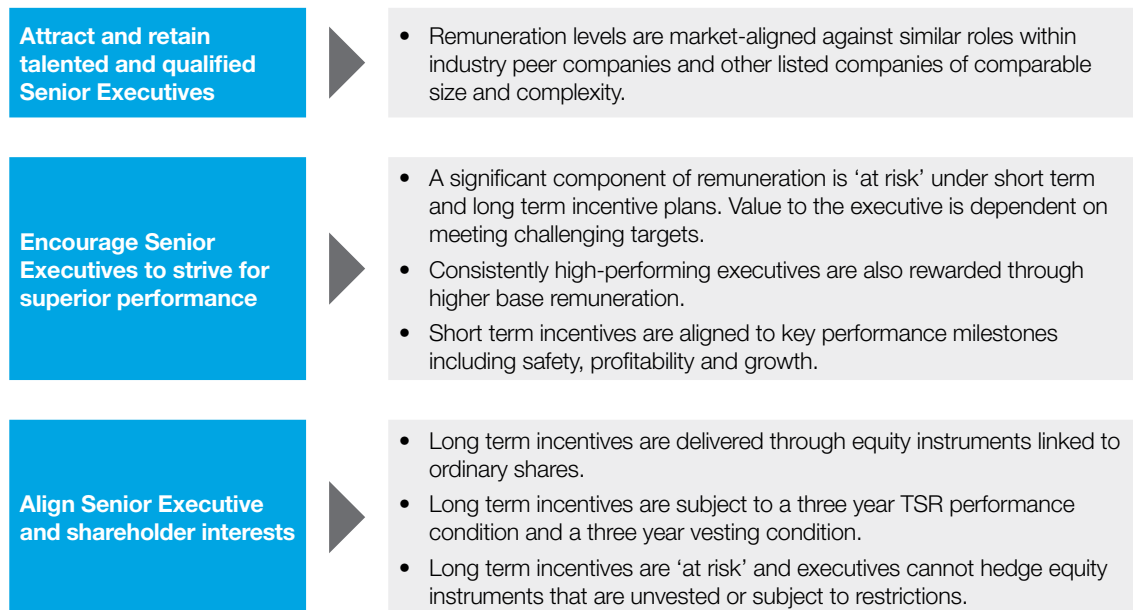 Attract and retain
talented and qualified
Senior Executives
• Remuneration levels are market-aligned against similar roles within
industry peer companies and other listed companies of comparable
size and complexity.
Encourage Senior
Executives to strive for
superior performance
• A significant component of remuneration is ‘at risk’ under short term
and long term incentive plans. Value to the executive is dependent on
meeting challenging targets.
• Consistently high-performing executives are also rewarded through
higher base remuneration.
• Short term incentives are aligned to key performance milestones
including safety, profitability and growth.
Align Senior Executive
and shareholder interests
• Long term incentives are delivered through equity instruments linked to
ordinary shares.
• Long term incentives are subject to a three year TSR performance
condition and a three year vesting condition.
• Long term incentives are ‘at risk’ and executives cannot hedge equity
instruments that are unvested or subject to restrictions.